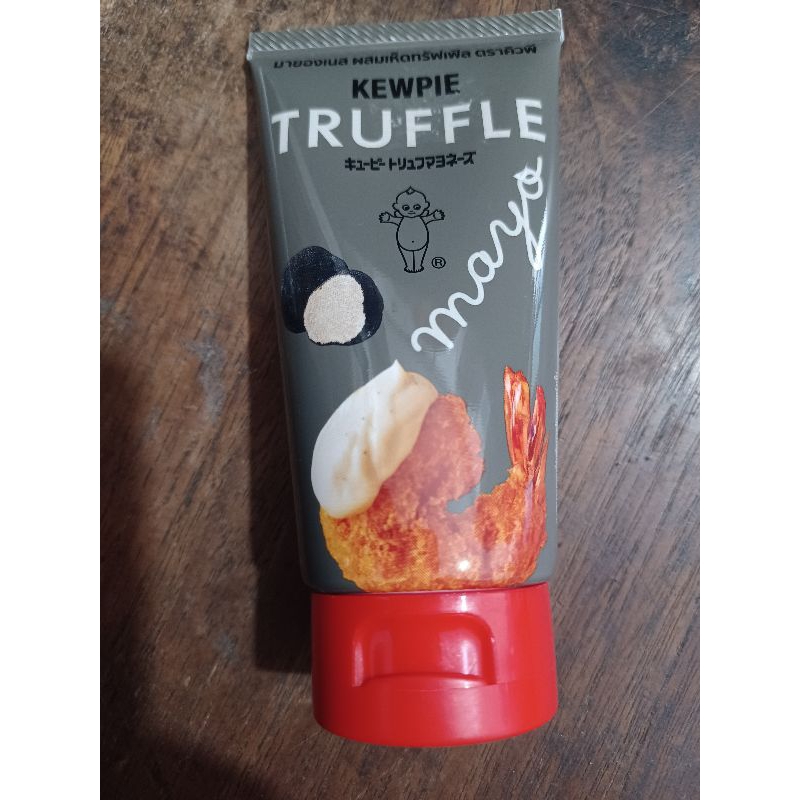 มายองเนส ผสมเห็ดทรัฟเฟิล ตราคิวพี
KEWPIE
TRUFFLE
キユーピー トリュフマヨネーズ
mayo
®